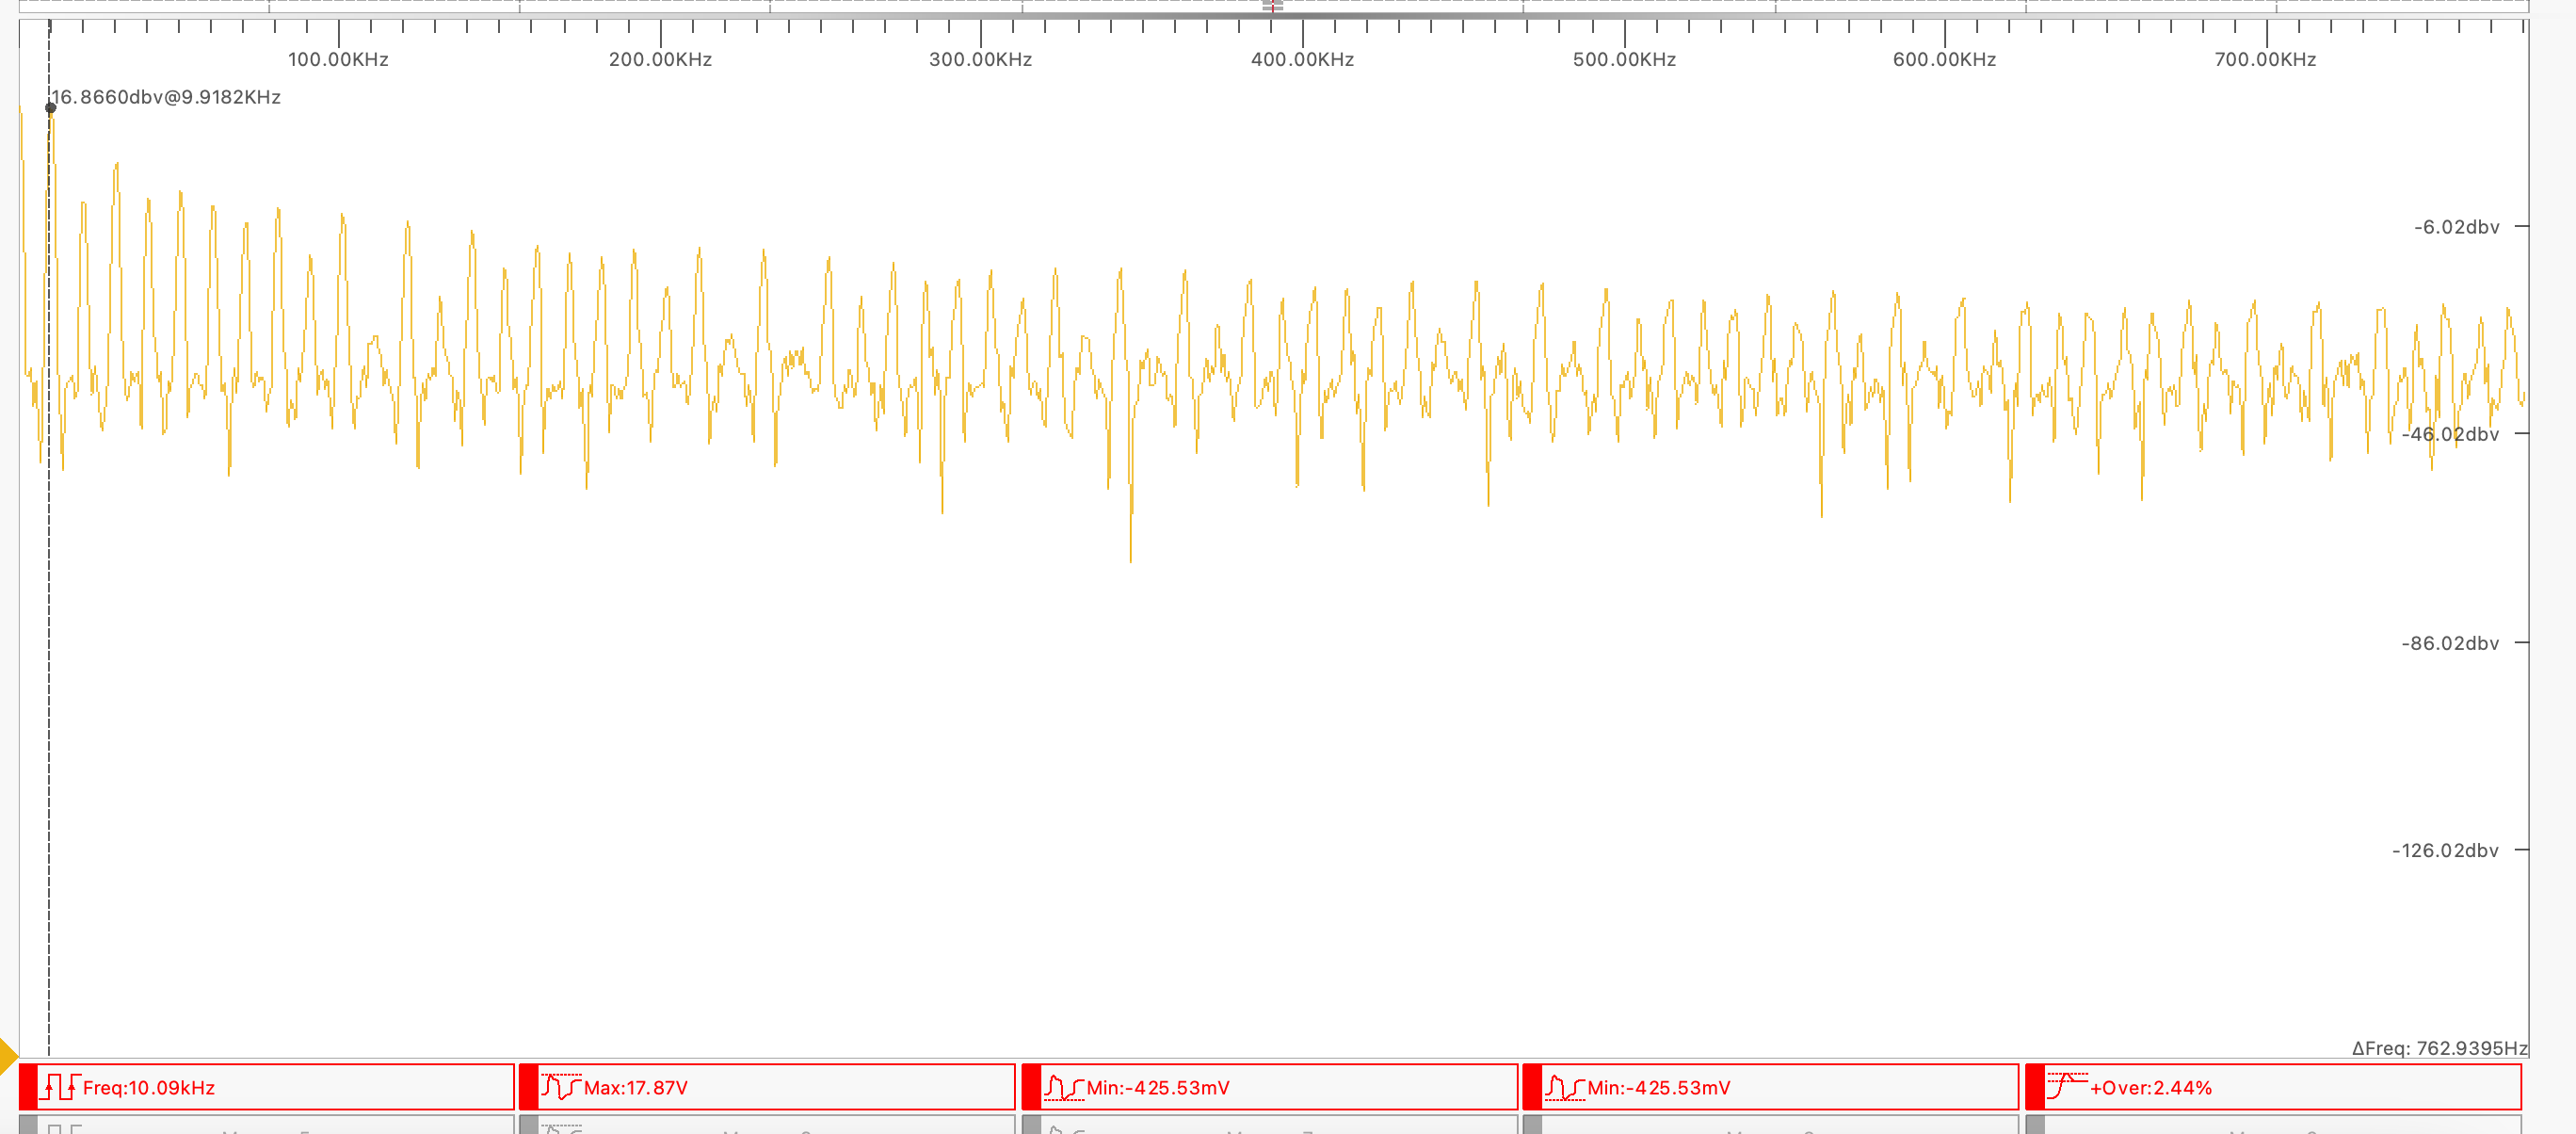 100.00KHz 200.00KHz 300.00KHz 400.00KHz 500.00KHz 600.00KHz 700.00KHz
16.8660dbv@9.9182KHz
-6.02dbv
-46.02dbv
-86.02dbv
-126.02dbv
ΔFreq: 762.9395Hz
Freq:10.09kHz Max:17.87V Min:-425.53mV Min:-425.53mV +Over:2.44%